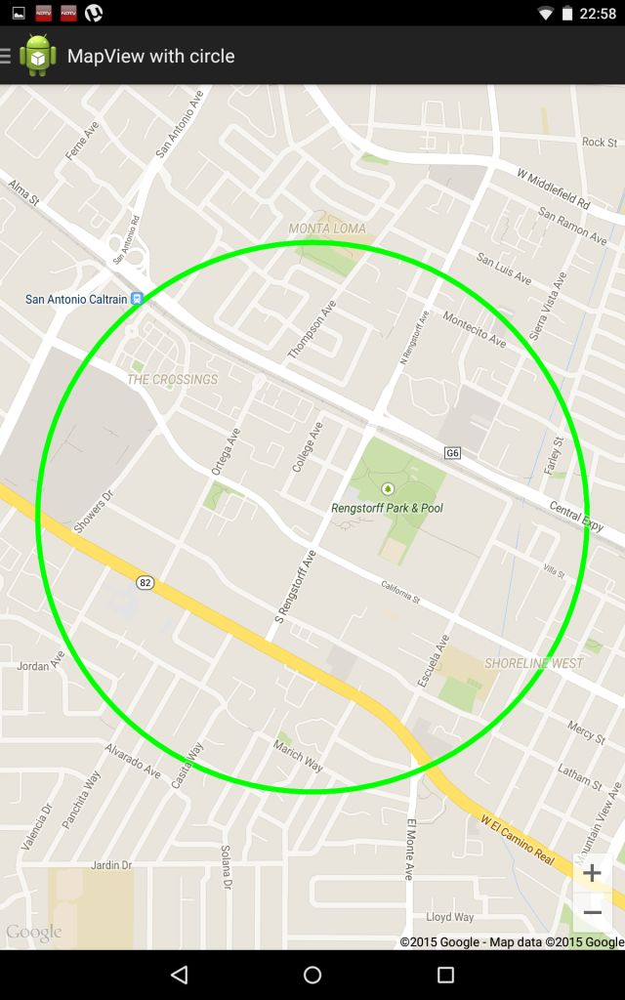 NDTV
NDTV
22:58
MapView with circle
San Antonio Ave
Ferne Ave
Rock St
W Middlefield Rd
Alma St
San Antonio Rd
MONTA LOMA
San Ramon Ave
San Luis Ave
San Antonio Caltrain
Sierra Vista Ave
Thompson Ave
N Rengstorff Ave
Montecito Ave
THE CROSSINGS
Ortega Ave
College Ave
G6
Farley St
Showers Dr
Rengstorff Park & Pool
Central Expy
82
S Rengstorff Ave
California St
Villa St
Escuela Ave
SHORELINE WEST
Jordan Ave
Mercy St
Marich Way
Alvarado Ave
Casita Way
Latham St
Panchita Way
Valencia Dr
Mountain View Ave
El Monte Ave
W El Camino Real
Solana Dr
Jardin Dr
+
Lloyd Way
−
Google
©2015 Google - Map data ©2015 Google